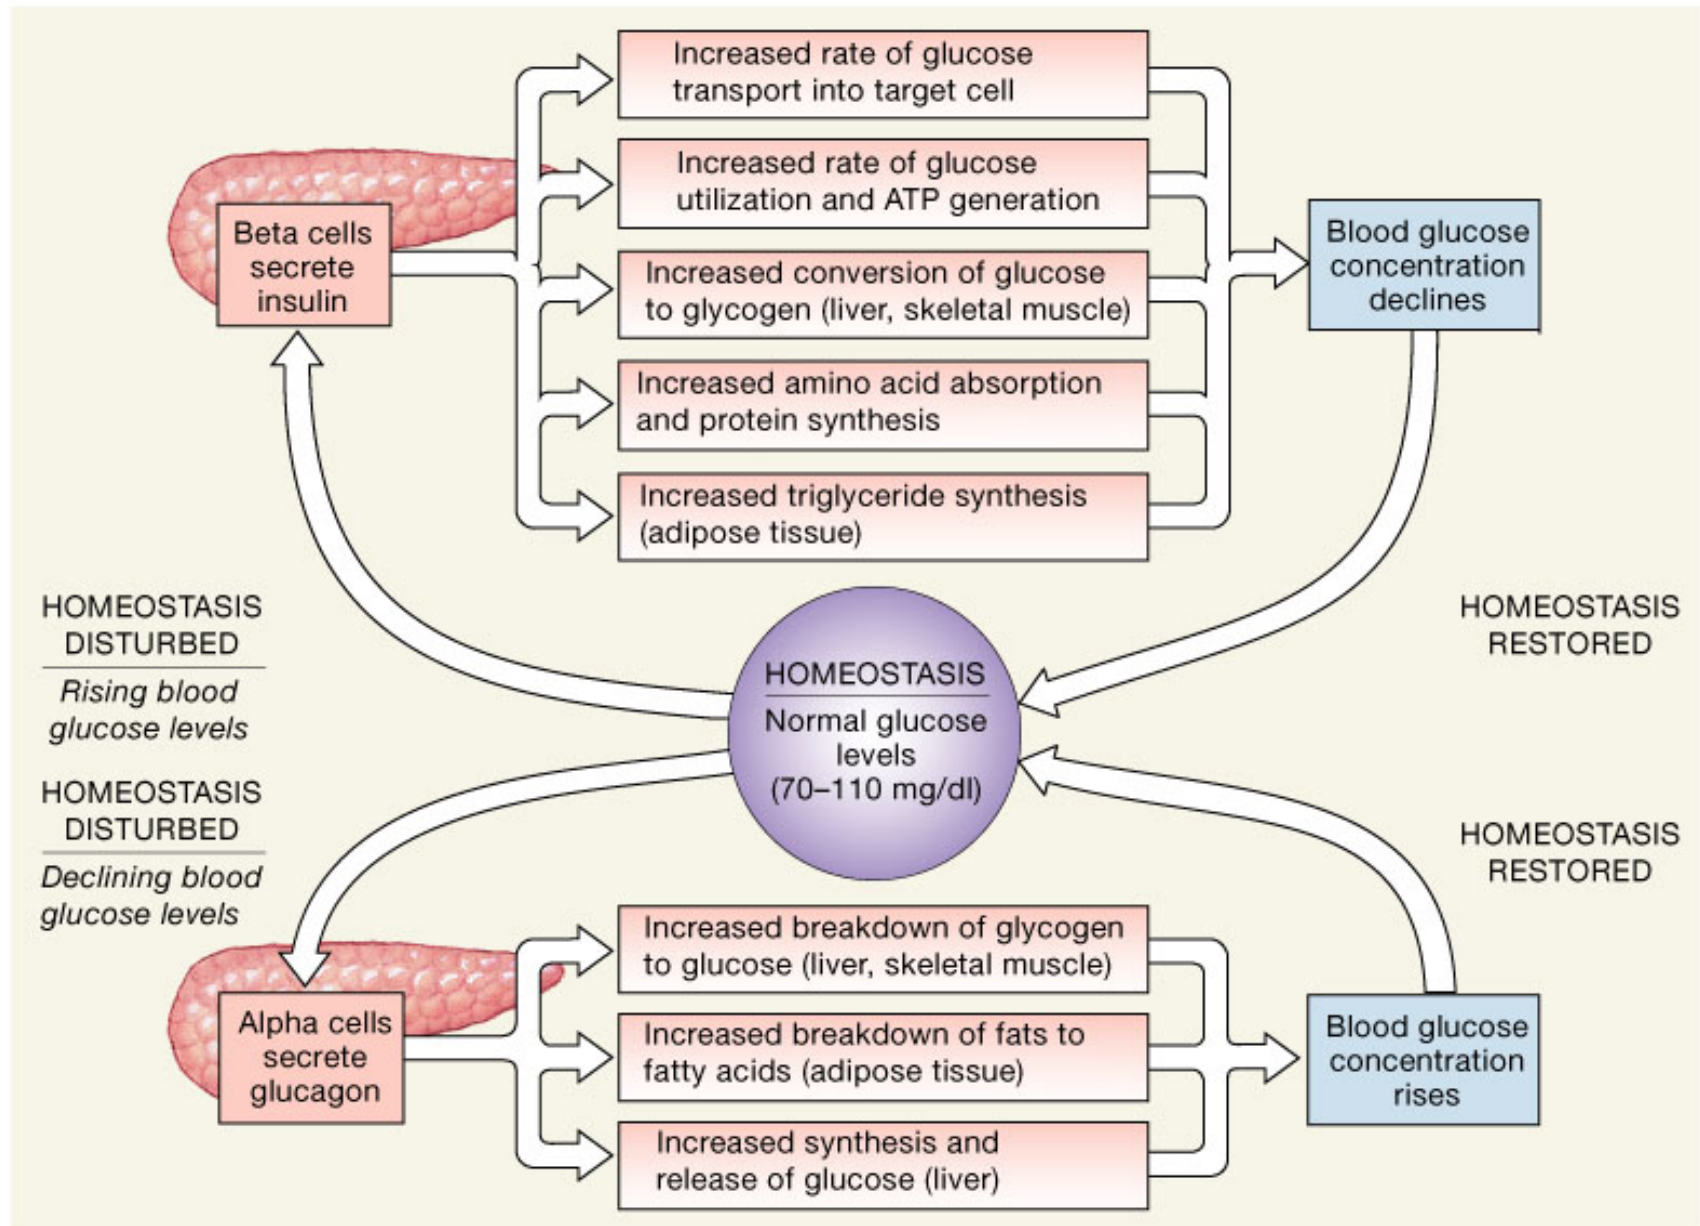 Increased rate of glucose
transport into target cell
Increased rate of glucose
utilization and ATP generation
Beta cells
secrete
insulin
Increased conversion of glucose
to glycogen (liver, skeletal muscle)
Blood glucose
concentration
declines
Increased amino acid absorption
and protein synthesis
Increased triglyceride synthesis
(adipose tissue)
HOMEOSTASIS
DISTURBED
Rising blood
glucose levels
HOMEOSTASIS
RESTORED
HOMEOSTASIS
Normal glucose
levels
(70–110 mg/dl)
HOMEOSTASIS
DISTURBED
Declining blood
glucose levels
HOMEOSTASIS
RESTORED
Increased breakdown of glycogen
to glucose (liver, skeletal muscle)
Alpha cells
secrete
glucagon
Increased breakdown of fats to
fatty acids (adipose tissue)
Blood glucose
concentration
rises
Increased synthesis and
release of glucose (liver)